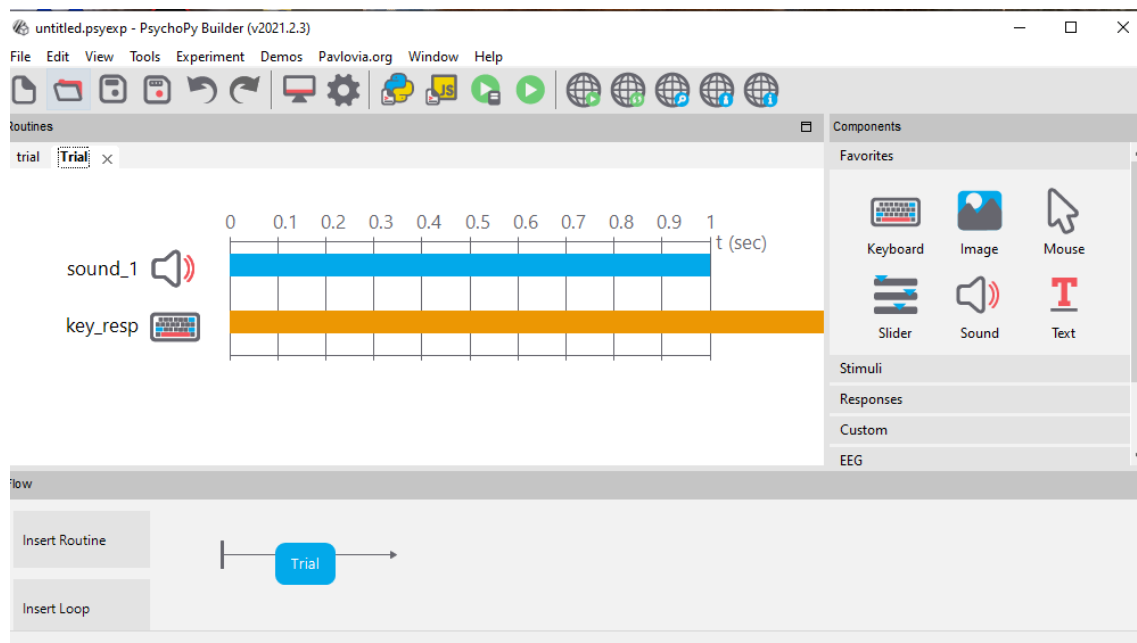 untitled.psyexp - PsychoPy Builder (v2021.2.3)
File Edit View Tools Experiment Demos Pavlovia.org Window Help
JS
Routines
Components
trial Trial
Favorites
0 0.1 0.2 0.3 0.4 0.5 0.6 0.7 0.8 0.9 1
t (sec)
sound_1
key_resp
Keyboard Image Mouse
T
Slider Sound Text
Stimuli
Responses
Custom
EEG
Flow
Insert Routine
Trial
Insert Loop